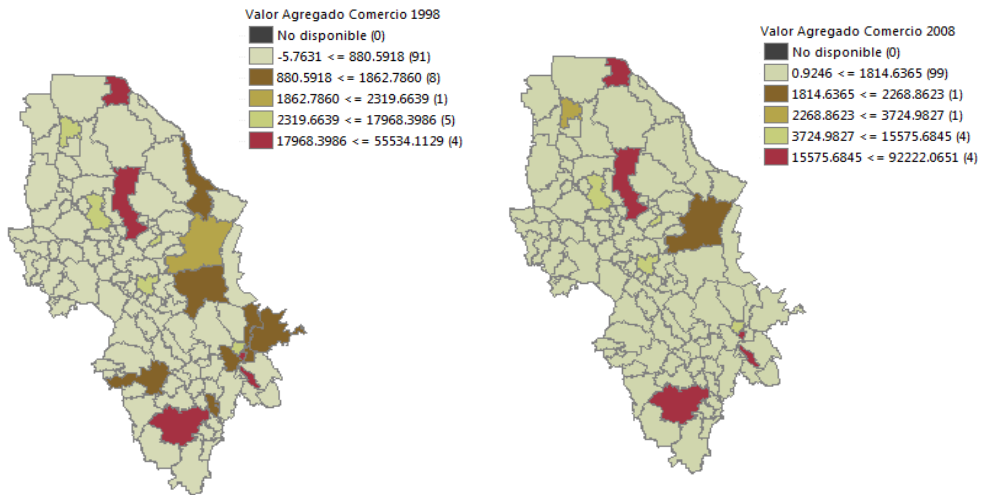 Valor Agregado Comercio 1998
No disponible (0)
-5.7631 <= 880.5918 (91)
880.5918 <= 1862.7860 (8)
1862.7860 <= 2319.6639 (1)
2319.6639 <= 17968.3986 (5)
17968.3986 <= 55534.1129 (4)
Valor Agregado Comercio 2008
No disponible (0)
0.9246 <= 1814.6365 (99)
1814.6365 <= 2268.8623 (1)
2268.8623 <= 3724.9827 (1)
3724.9827 <= 15575.6845 (4)
15575.6845 <= 92222.0651 (4)